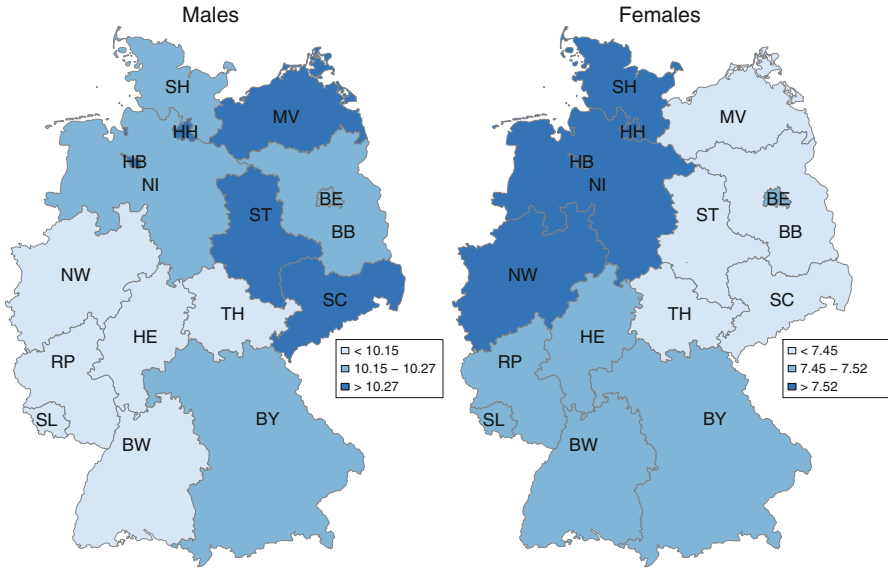 Males
SH
HH
MV
HB
NI
BE
ST
BB
NW
SC
TH
HE
RP
SL
BW
BY
< 10.15
10.15 – 10.27
> 10.27
Females
SH
HH
MV
HB
NI
BE
ST
BB
NW
SC
TH
HE
RP
SL
BW
BY
< 7.45
7.45 – 7.52
> 7.52